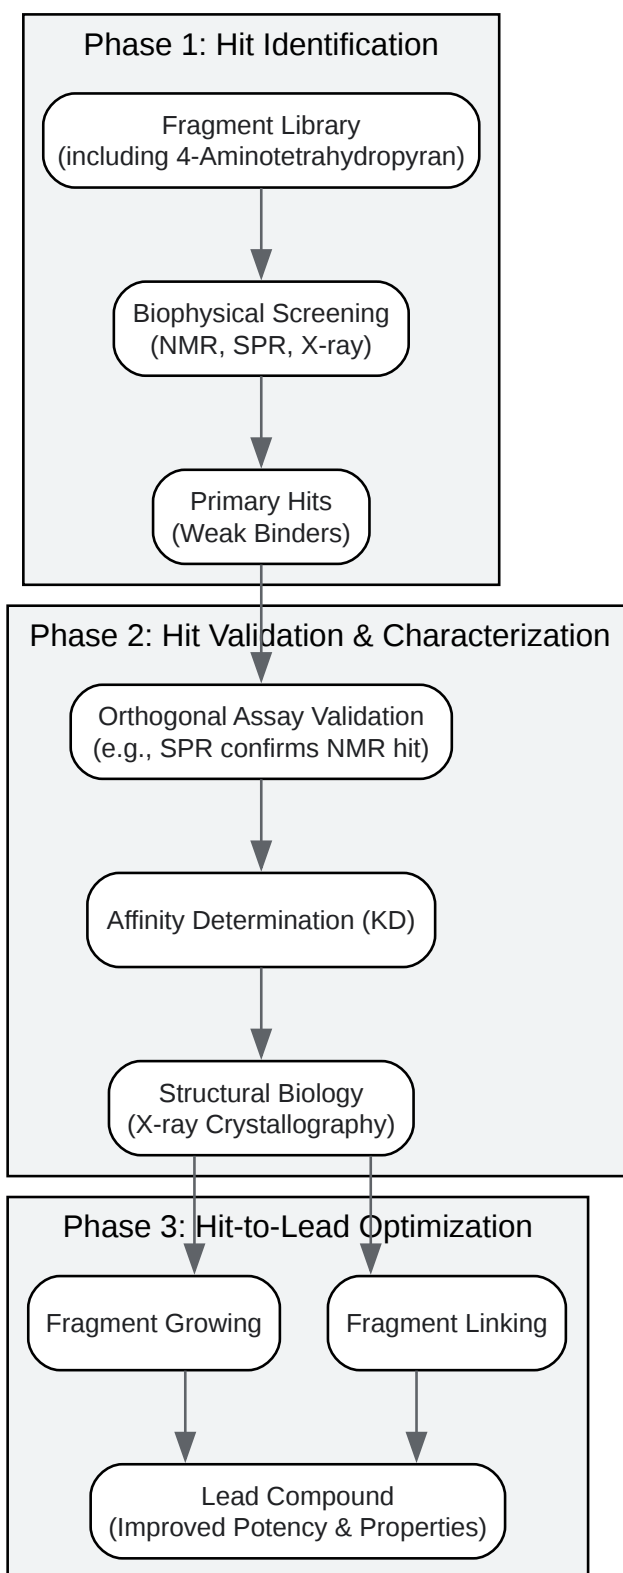 Phase 1: Hit Identification
Fragment Library
(including 4-Aminotetrahydropyran)
Biophysical Screening
(NMR, SPR, X-ray)
Primary Hits
(Weak Binders)
Phase 2: Hit Validation & Characterization
Orthogonal Assay Validation
(e.g., SPR confirms NMR hit)
Affinity Determination (KD)
Structural Biology
(X-ray Crystallography)
Phase 3: Hit-to-Lead Optimization
Fragment Growing
Fragment Linking
Lead Compound
(Improved Potency & Properties)